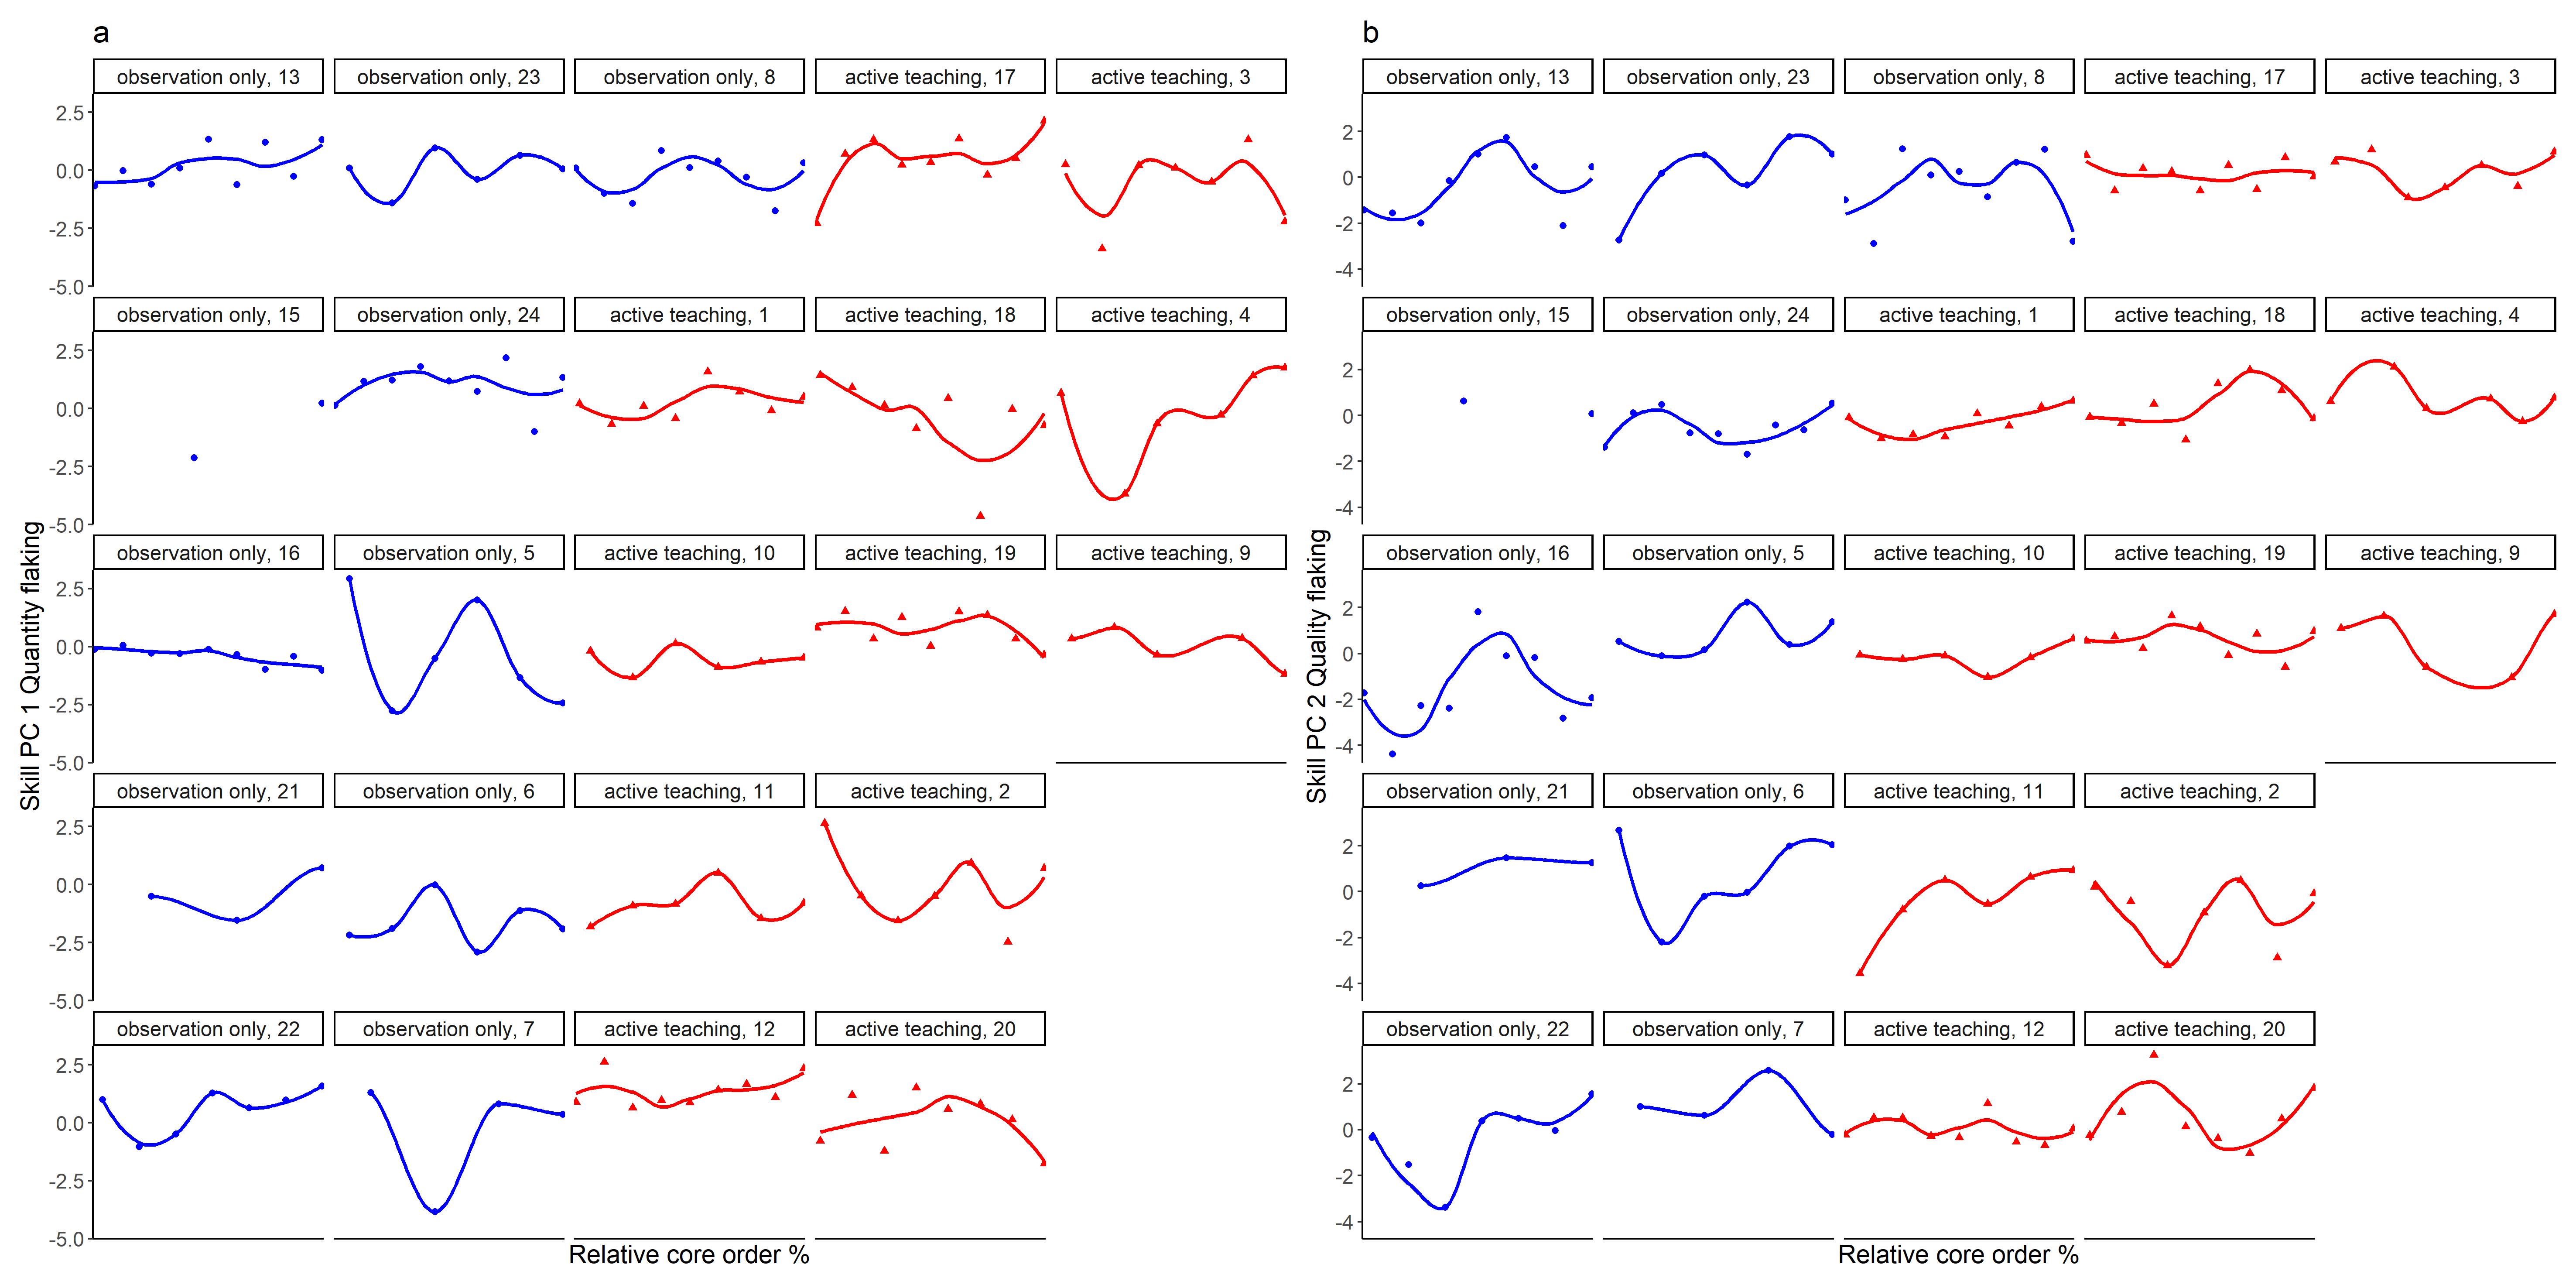 a
observation only, 13
observation only, 23
observation only, 8
active teaching, 17
active teaching, 3
2.5
0.0
-2.5
-5.0
observation only, 15
observation only, 24
active teaching, 1
active teaching, 18
active teaching, 4
2.5
0.0
-2.5
-5.0
observation only, 16
observation only, 5
active teaching, 10
active teaching, 19
active teaching, 9
2.5
0.0
-2.5
-5.0
observation only, 21
observation only, 6
active teaching, 11
active teaching, 2
2.5
0.0
-2.5
-5.0
observation only, 22
observation only, 7
active teaching, 12
active teaching, 20
2.5
0.0
-2.5
-5.0
Skill PC 1 Quantity flaking
Relative core order %
b
observation only, 13
observation only, 23
observation only, 8
active teaching, 17
active teaching, 3
2
0
-2
-4
observation only, 15
observation only, 24
active teaching, 1
active teaching, 18
active teaching, 4
2
0
-2
-4
observation only, 16
observation only, 5
active teaching, 10
active teaching, 19
active teaching, 9
2
0
-2
-4
observation only, 21
observation only, 6
active teaching, 11
active teaching, 2
2
0
-2
-4
observation only, 22
observation only, 7
active teaching, 12
active teaching, 20
2
0
-2
-4
Skill PC 2 Quality flaking
Relative core order %